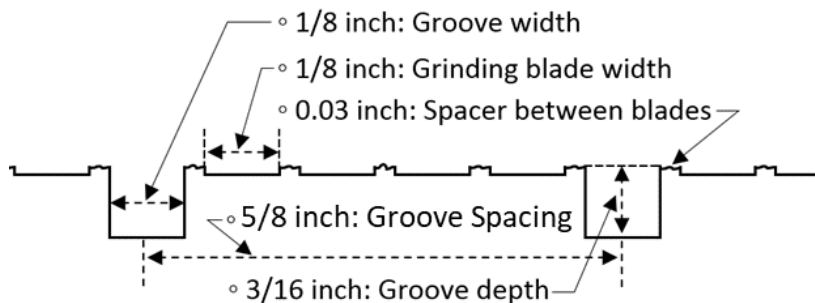 ◦ 1/8 inch: Groove width
◦ 1/8 inch: Grinding blade width
◦ 0.03 inch: Spacer between blades
◦ 5/8 inch: Groove Spacing
◦ 3/16 inch: Groove depth